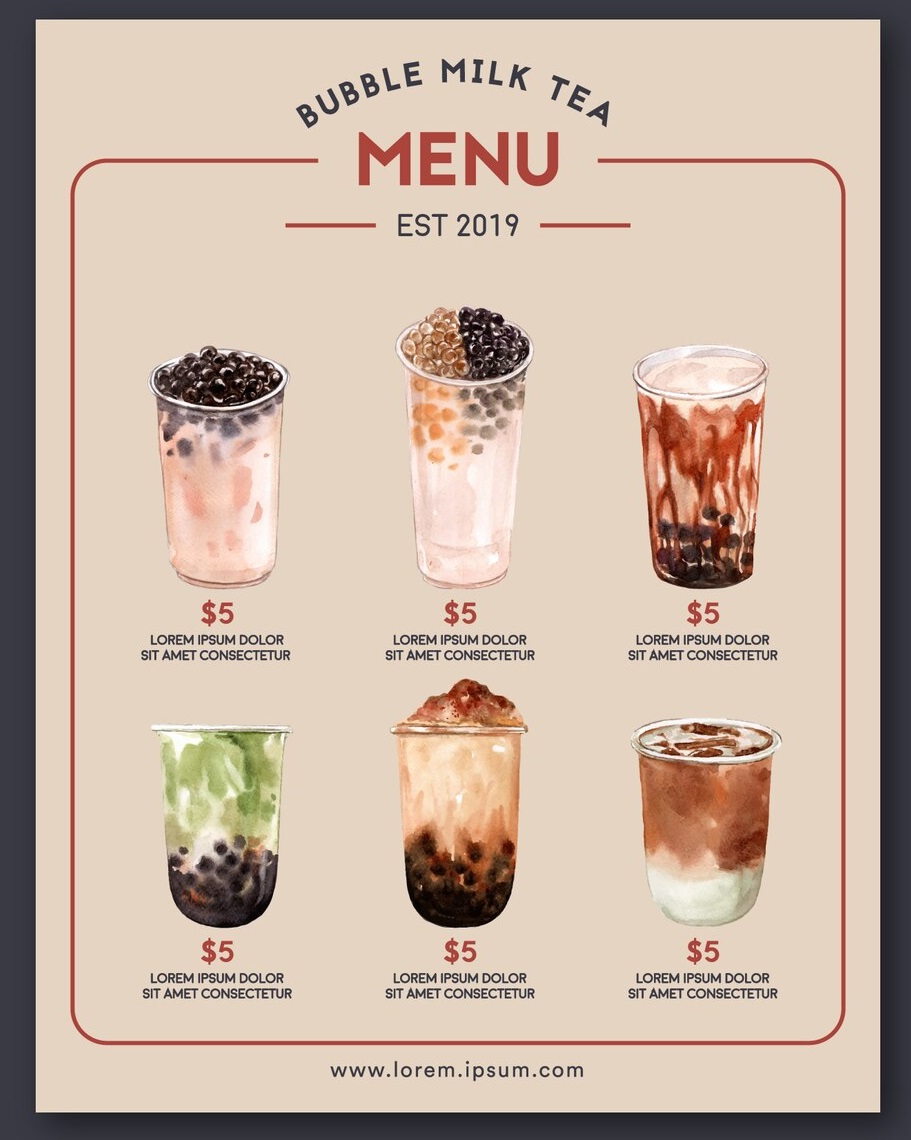 BUBBLE MILK TEA
MENU
EST 2019
$5
LOREM IPSUM DOLOR
SIT AMET CONSECTETUR
$5
LOREM IPSUM DOLOR
SIT AMET CONSECTETUR
$5
LOREM IPSUM DOLOR
SIT AMET CONSECTETUR
$5
LOREM IPSUM DOLOR
SIT AMET CONSECTETUR
$5
LOREM IPSUM DOLOR
SIT AMET CONSECTETUR
$5
LOREM IPSUM DOLOR
SIT AMET CONSECTETUR
www.lorem.ipsum.com